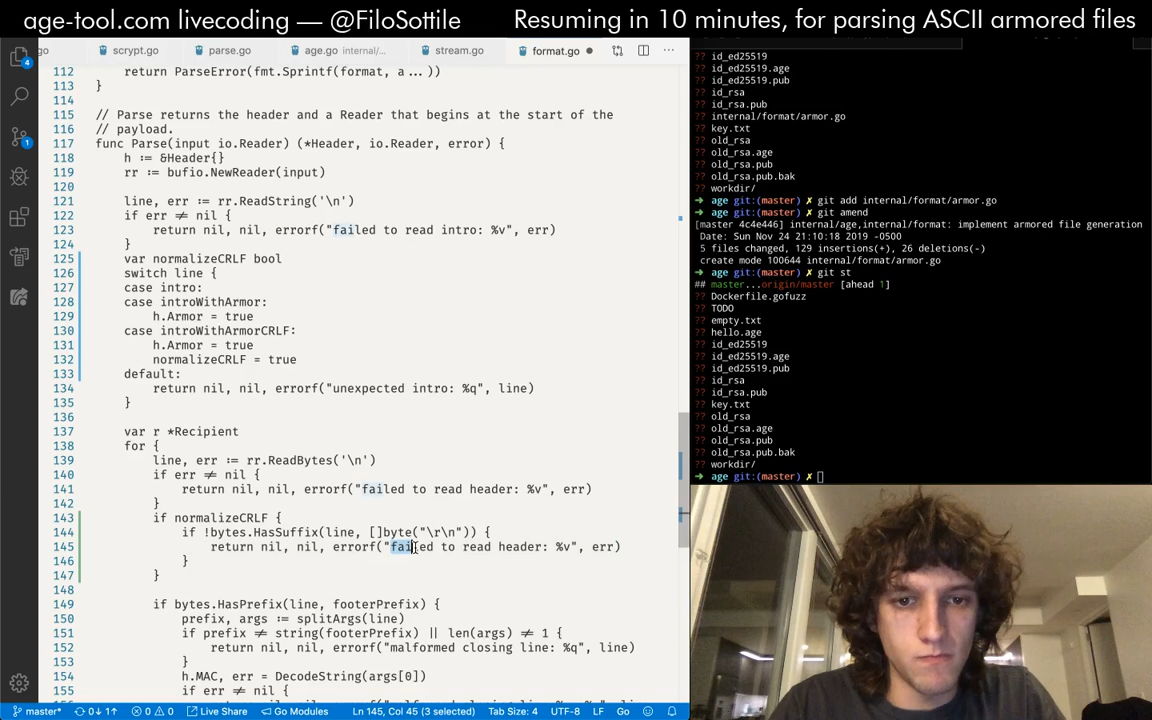 age-tool.com livecoding — @FiloSottile
Resuming in 10 minutes, for parsing ASCII armored files
go
scrypt.go
parse.go
age.go internal/...
stream.go
format.go
112 return ParseError(fmt.Sprintf(format, a...))
113 }
114
115 // Parse returns the header and a Reader that begins at the start of the
116 // payload.
117 func Parse(input io.Reader) (*Header, io.Reader, error) {
118 h := &Header{}
119 rr := bufio.NewReader(input)
120
121 line, err := rr.ReadString('\n')
122 if err ≠ nil {
123 return nil, nil, errorf("failed to read intro: %v", err)
124 }
125 var normalizeCRLF bool
126 switch line {
127 case intro:
128 case introWithArmor:
129 h.Armor = true
130 case introWithArmorCRLF:
131 h.Armor = true
132 normalizeCRLF = true
133 default:
134 return nil, nil, errorf("unexpected intro: %q", line)
135 }
136
137 var r *Recipient
138 for {
139 line, err := rr.ReadBytes('\n')
140 if err ≠ nil {
141 return nil, nil, errorf("failed to read header: %v", err)
142 }
143 if normalizeCRLF {
144 if !bytes.HasSuffix(line, []byte("\r\n")) {
145 return nil, nil, errorf("failed to read header: %v", err)
146 }
147 }
148
149 if bytes.HasPrefix(line, footerPrefix) {
150 prefix, args := splitArgs(line)
151 if prefix ≠ string(footerPrefix) || len(args) ≠ 1 {
152 return nil, nil, errorf("malformed closing line: %q", line)
153 }
154 h.MAC, err = DecodeString(args[0])
155 if err ≠ nil {
4
1
master* 0↓ 1↑ 0 0 Live Share Go Modules Ln 145, Col 45 (3 selected) Tab Size: 4 UTF-8 LF Go
?? id_ed25519
?? id_ed25519.age
?? id_ed25519.pub
?? id_rsa
?? id_rsa.pub
?? internal/format/armor.go
?? key.txt
?? old_rsa
?? old_rsa.age
?? old_rsa.pub
?? old_rsa.pub.bak
?? workdir/
➜ age git:(master) ✗ git add internal/format/armor.go
➜ age git:(master) ✗ git amend
[master 4c4e446] internal/age,internal/format: implement armored file generation
Date: Sun Nov 24 21:10:18 2019 -0500
5 files changed, 129 insertions(+), 26 deletions(-)
create mode 100644 internal/format/armor.go
➜ age git:(master) ✗ git st
## master...origin/master [ahead 1]
?? Dockerfile.gofuzz
?? TODO
?? empty.txt
?? hello.age
?? id_ed25519
?? id_ed25519.age
?? id_ed25519.pub
?? id_rsa
?? id_rsa.pub
?? key.txt
?? old_rsa
?? old_rsa.age
?? old_rsa.pub
?? old_rsa.pub.bak
?? workdir/
➜ age git:(master) ✗